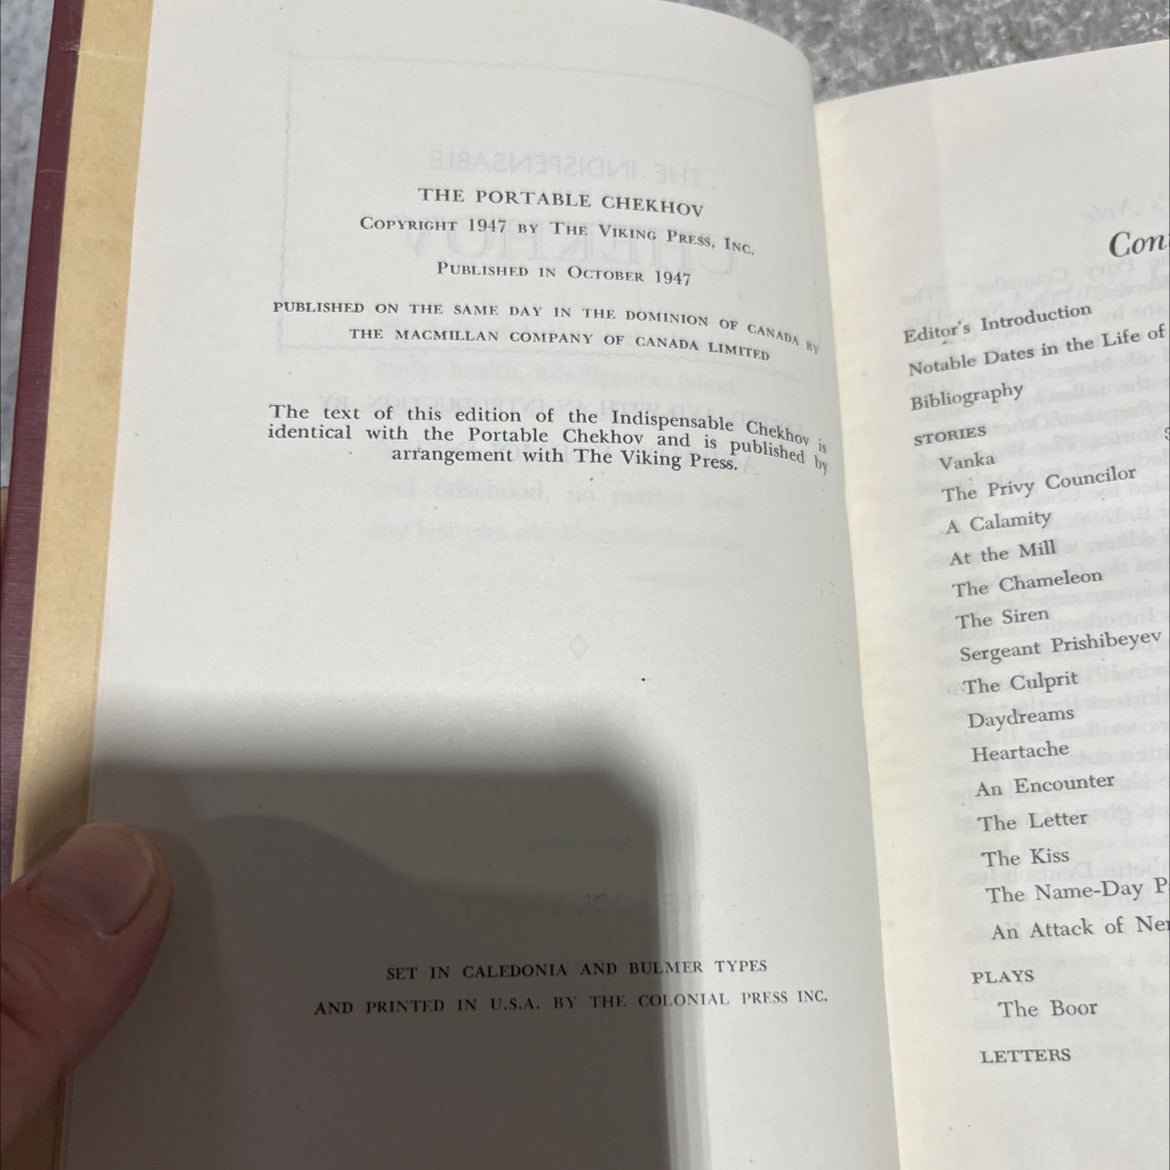 THE PORTABLE CHEKHOV
COPYRIGHT 1947 BY THE VIKING PRESS, INC.
PUBLISHED IN OCTOBER 1947
PUBLISHED ON THE SAME DAY IN THE DOMINION OF CANADA BY
THE MACMILLAN COMPANY OF CANADA LIMITED
The text of this edition of the Indispensable Chekhov is
identical with the Portable Chekhov and is published by
arrangement with The Viking Press.
SET IN CALEDONIA AND BULMER TYPES
AND PRINTED IN U.S.A. BY THE COLONIAL PRESS INC.
Con
Editor's Introduction
Notable Dates in the Life of
Bibliography
STORIES
Vanka
The Privy Councilor
A Calamity
At the Mill
The Chameleon
The Siren
Sergeant Prishibeyev
The Culprit
Daydreams
Heartache
An Encounter
The Letter
The Kiss
The Name-Day P
An Attack of Ner
PLAYS
The Boor
LETTERS